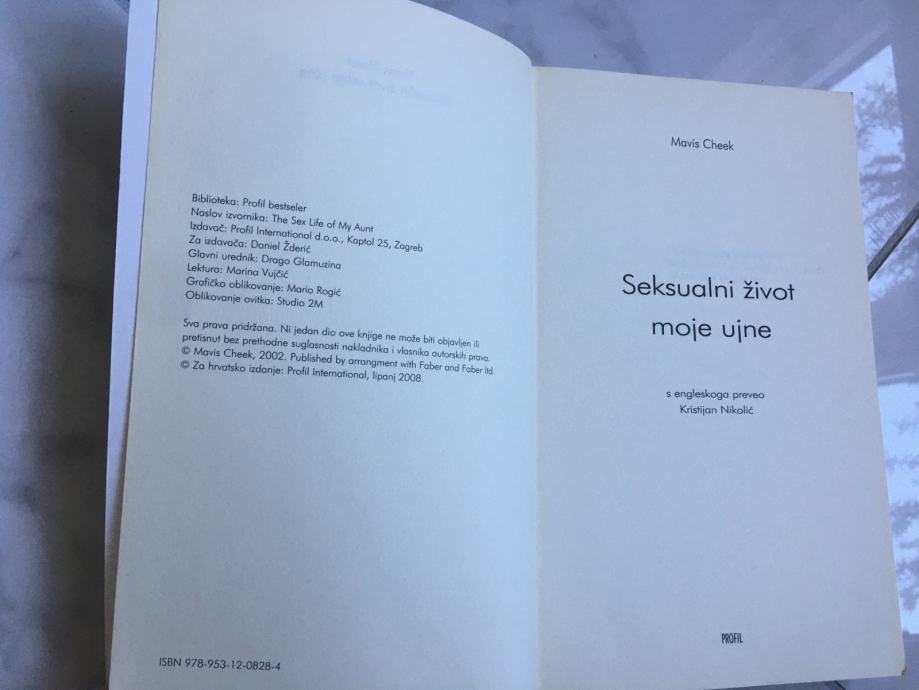 Biblioteka: Profil bestseler
Naslov izvornika: The Sex Life of My Aunt
Izdavač: Profil International d.o.o., Kaptol 25, Zagreb
Za izdavača: Daniel Žderić
Glavni urednik: Drago Glamuzina
Lektura: Marina Vujčić
Grafičko oblikovanje: Mario Rogić
Oblikovanje ovitka: Studio 2M
Sva prava pridržana. Ni jedan dio ove knjige ne može biti objavljen ili
pretisnut bez prethodne suglasnosti nakladnika i vlasnika autorskih prava.
© Mavis Cheek, 2002. Published by arrangment with Faber and Faber ltd.
© Za hrvatsko izdanje: Profil International, lipanj 2008.
ISBN 978-953-12-0828-4
Mavis Cheek
Seksualni život
moje ujne
s engleskoga preveo
Kristijan Nikolić
PROFIL